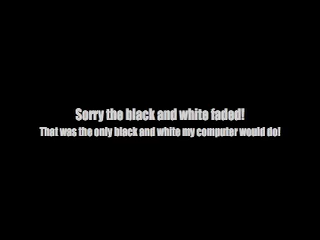 Sorry the black and white faded!
That was the only black and white my computer would do!